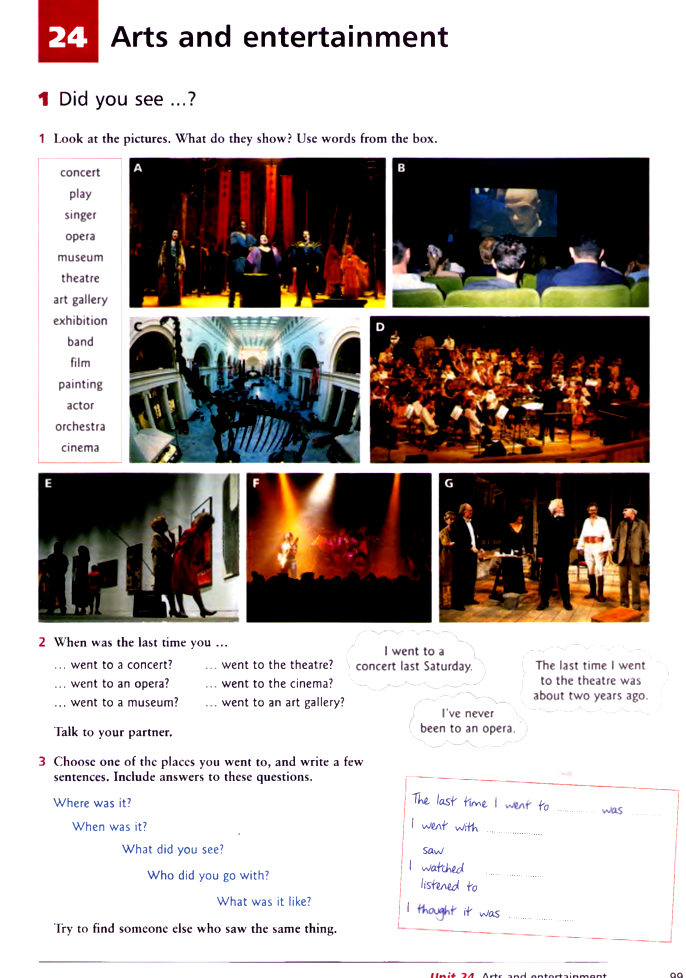 24 Arts and entertainment
1 Did you see ...?
1 Look at the pictures. What do they show? Use words from the box.
concert
play
singer
opera
museum
theatre
art gallery
exhibition
band
film
painting
actor
orchestra
cinema
A
B
C
D
E
F
G
2 When was the last time you ...
... went to a concert?
... went to an opera?
... went to a museum?
... went to the theatre?
... went to the cinema?
... went to an art gallery?
I went to a
concert last Saturday.
The last time I went
to the theatre was
about two years ago.
I've never
been to an opera.
Talk to your partner.
3 Choose one of the places you went to, and write a few
sentences. Include answers to these questions.
Where was it?
When was it?
What did you see?
Who did you go with?
What was it like?
Try to find someone else who saw the same thing.
The last time I went to ............ was ............
I went with ............
saw
I watched ............
listened to
I thought it was ............
Unit 24 Arts and entertainment 99